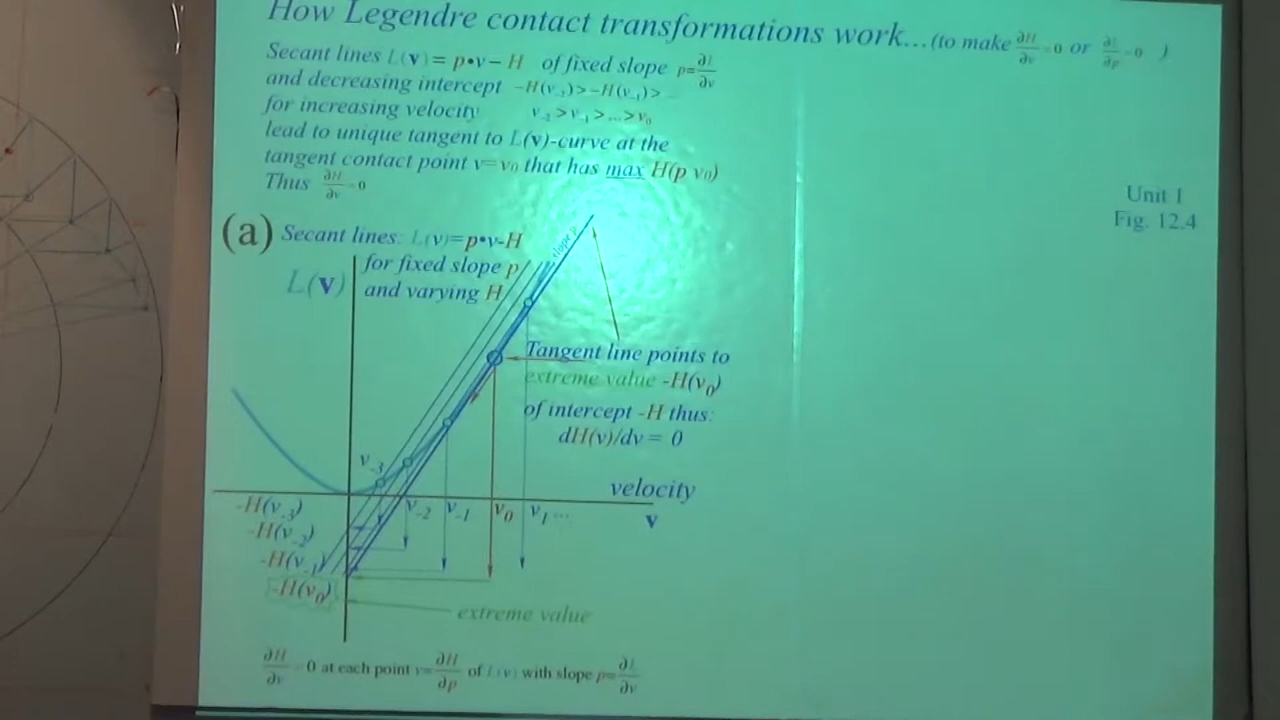 How Legendre contact transformations work...(to make ∂H/∂v=0 or ∂L/∂p=0 )
Secant lines L(v)= p•v− H of fixed slope p=∂L/∂v
and decreasing intercept -H(v₋₂)>-H(v₋₁)>...
for increasing velocity v₋₂>v₋₁>...>v₀
lead to unique tangent to L(v)-curve at the
tangent contact point v=v₀ that has max H(p v₀)
Thus ∂H/∂v=0
Unit 1
Fig. 12.4
(a) Secant lines: L(v)=p•v-H
for fixed slope p
and varying H
L(v)
slope p
Tangent line points to
extreme value -H(v₀)
of intercept -H thus:
dH(v)/dv = 0
velocity
v
v₋₃
v₋₂ v₋₁ v₀ v₁ ...
-H(v₋₃)
-H(v₋₂)
-H(v₋₁)
-H(v₀)
extreme value
∂H/∂v=0 at each point v=∂H/∂p of L(v) with slope p=∂L/∂v